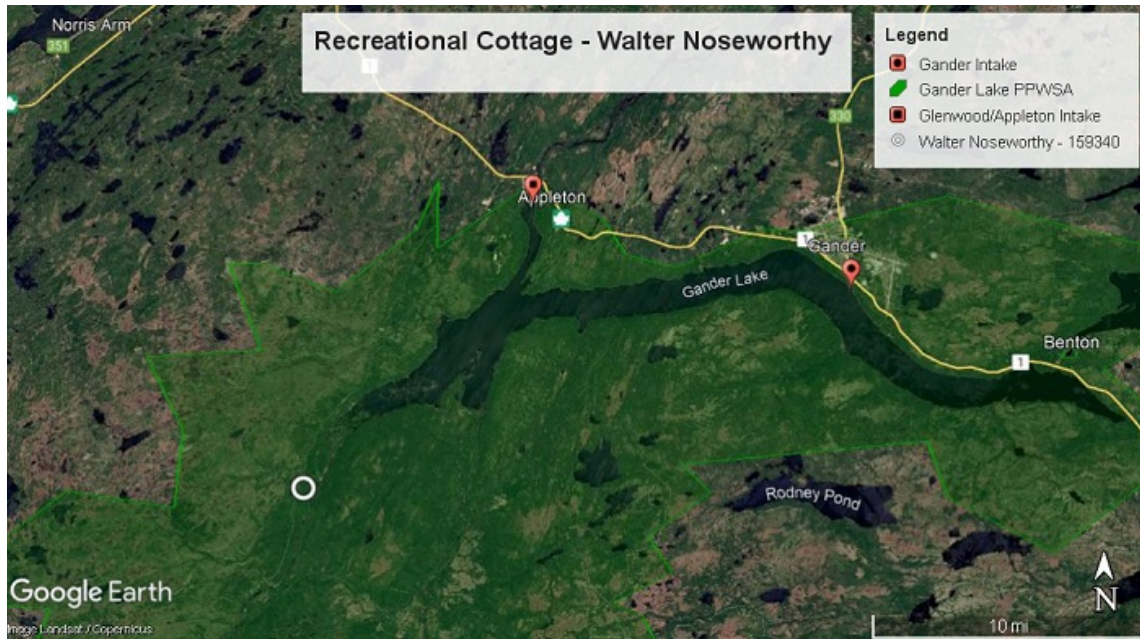 Norris Arm
351
1
Recreational Cottage - Walter Noseworthy
Legend
Gander Intake
Gander Lake PPWSA
Glenwood/Appleton Intake
Walter Noseworthy - 159340
330
Appleton
1
Gander
Gander Lake
Benton
1
Rodney Pond
Google Earth
Image Landsat / Copernicus
N
10 mi